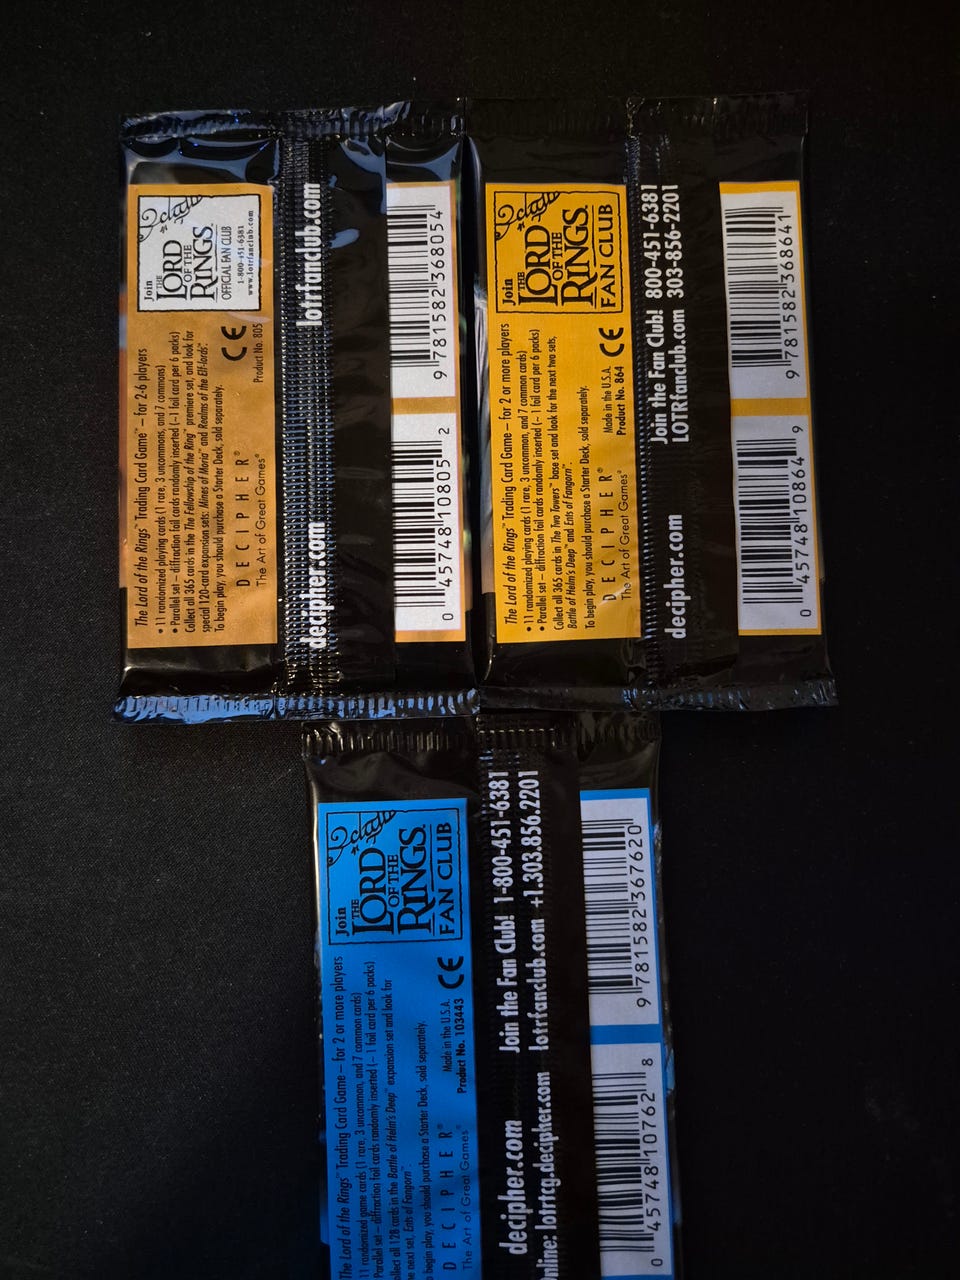 Join
THE
LORD
OF THE
RINGS™
OFFICIAL FAN CLUB
1-800-451-6381
www.lotrfanclub.com
The Lord of the Rings™ Trading Card Game™ – for 2-6 players
• 11 randomized playing cards (1 rare, 3 uncommons, and 7 commons)
• Parallel set – diffraction foil cards randomly inserted (~ 1 foil card per 6 packs)
Collect all 365 cards in the The Fellowship of the Ring™ premiere set, and look for
special 120-card expansion sets: Mines of Moria™ and Realms of the Elf-lords™.
To begin play, you should purchase a Starter Deck, sold separately.
DECIPHER®
The Art of Great Games®
CE
Product No. 805
decipher.com
lotrfanclub.com
0 45748 10805 2
9 781582 368054
Join
THE
LORD
OF THE
RINGS™
FAN CLUB
The Lord of the Rings™ Trading Card Game – for 2 or more players
• 11 randomized playing cards (1 rare, 3 uncommon, and 7 common cards)
• Parallel set – diffraction foil cards randomly inserted (~ 1 foil card per 6 packs)
Collect all 365 cards in The Two Towers™ base set and look for the next two sets,
Battle of Helm's Deep™ and Ents of Fangorn™.
To begin play, you should purchase a Starter Deck, sold separately.
DECIPHER®
The Art of Great Games®
Made in the U.S.A.
Product No. 864
CE
decipher.com
Join the Fan Club! 800-451-6381
LOTRfanclub.com 303-856-2201
0 45748 10864 9
9 781582 368641
Join
THE
LORD
OF THE
RINGS™
FAN CLUB
The Lord of the Rings™ Trading Card Game – for 2 or more players
11 randomized game cards (1 rare, 3 uncommon, and 7 common cards)
Parallel set – diffraction foil cards randomly inserted (~ 1 foil card per 6 packs)
all 128 cards in the Battle of Helm's Deep™ expansion set and look for
next set, Ents of Fangorn™.
begin play, you should purchase a Starter Deck, sold separately.
DECIPHER®
The Art of Great Games®
Made in the U.S.A.
Product No. 103443
CE
decipher.com
Join the Fan Club! 1-800-451-6381
lotrtcg.decipher.com
lotrfanclub.com +1.303.856.2201
0 45748 10762 8
9 781582 367620